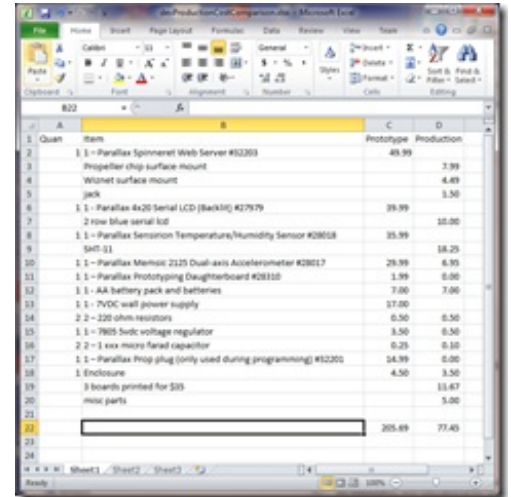 devProductionCostComparison.xlsx - Microsoft Excel
File Home Insert Page Layout Formulas Data Review View Team
Paste Calibri 11 General Styles Insert Delete Format Sort & Filter Find & Select
Clipboard Font Alignment Number Cells Editing
B22 fx
A B C D
1 Quan Item Prototype Production
2 1 1 – Parallax Spinneret Web Server #32203 49.99
3 Propeller chip surface mount 7.99
4 Wiznet surface mount 4.49
5 jack 1.50
6 1 1 - Parallax 4x20 Serial LCD (Backlit) #27979 39.99
7 2 row blue serial lcd 10.00
8 1 1 – Parallax Sensirion Temperature/Humidity Sensor #28018 35.99
9 SHT-11 18.25
10 1 1 – Parallax Memsic 2125 Dual-axis Accelerometer #28017 29.99 6.95
11 1 1 – Parallax Prototyping Daughterboard #28310 1.99 0.00
12 1 1 - AA battery pack and batteries 7.00 7.00
13 1 1 - 7VDC wall power supply 17.00
14 2 2 – 220 ohm resistors 0.50 0.50
15 1 1 – 7805 5vdc voltage regulator 3.50 0.50
16 2 2 – 1 xxx micro farad capacitor 0.25 0.10
17 1 1 – Parallax Prop plug (only used during programming) #32201 14.99 0.00
18 1 Enclosure 4.50 3.50
19 3 boards printed for $35 11.67
20 misc parts 5.00
21
22 205.69 77.45
23
24
Sheet1 Sheet2 Sheet3
Ready 100%